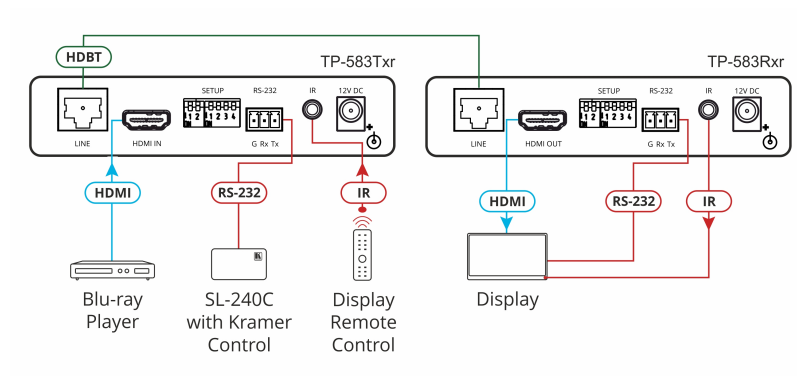 HDBT
TP-583Txr
TP-583Rxr
SETUP
RS-232
IR
12V DC
1 2 1 2 3 4
LINE
HDMI IN
G Rx Tx
SETUP
RS-232
IR
12V DC
1 2 1 2 3 4
LINE
HDMI OUT
G Rx Tx
HDMI
RS-232
IR
HDMI
RS-232
IR
K
Blu-ray
Player
SL-240C
with Kramer
Control
Display
Remote
Control
Display